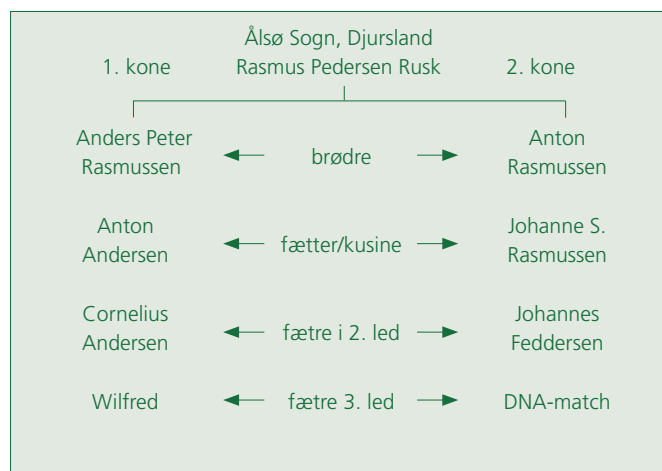 Ålsø Sogn, Djursland
1. kone Rasmus Pedersen Rusk 2. kone
Anders Peter
Rasmussen
brødre
Anton
Rasmussen
Anton
Andersen
fætter/kusine
Johanne S.
Rasmussen
Cornelius
Andersen
fætre i 2. led
Johannes
Feddersen
Wilfred
fætre 3. led
DNA-match